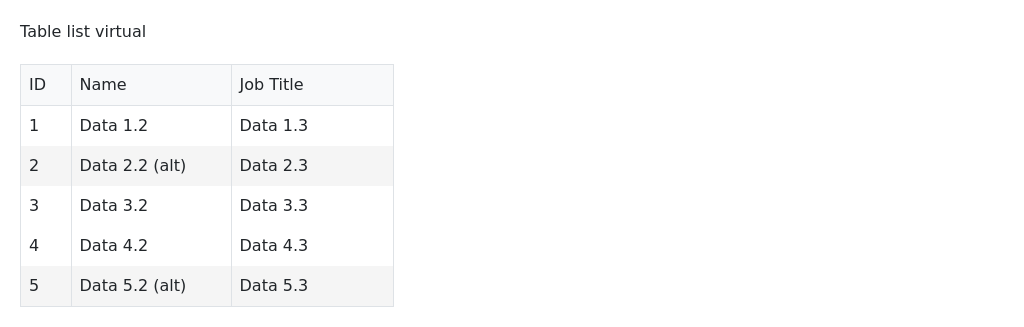 Table list virtual
ID Name Job Title
1 Data 1.2 Data 1.3
2 Data 2.2 (alt) Data 2.3
3 Data 3.2 Data 3.3
4 Data 4.2 Data 4.3
5 Data 5.2 (alt) Data 5.3